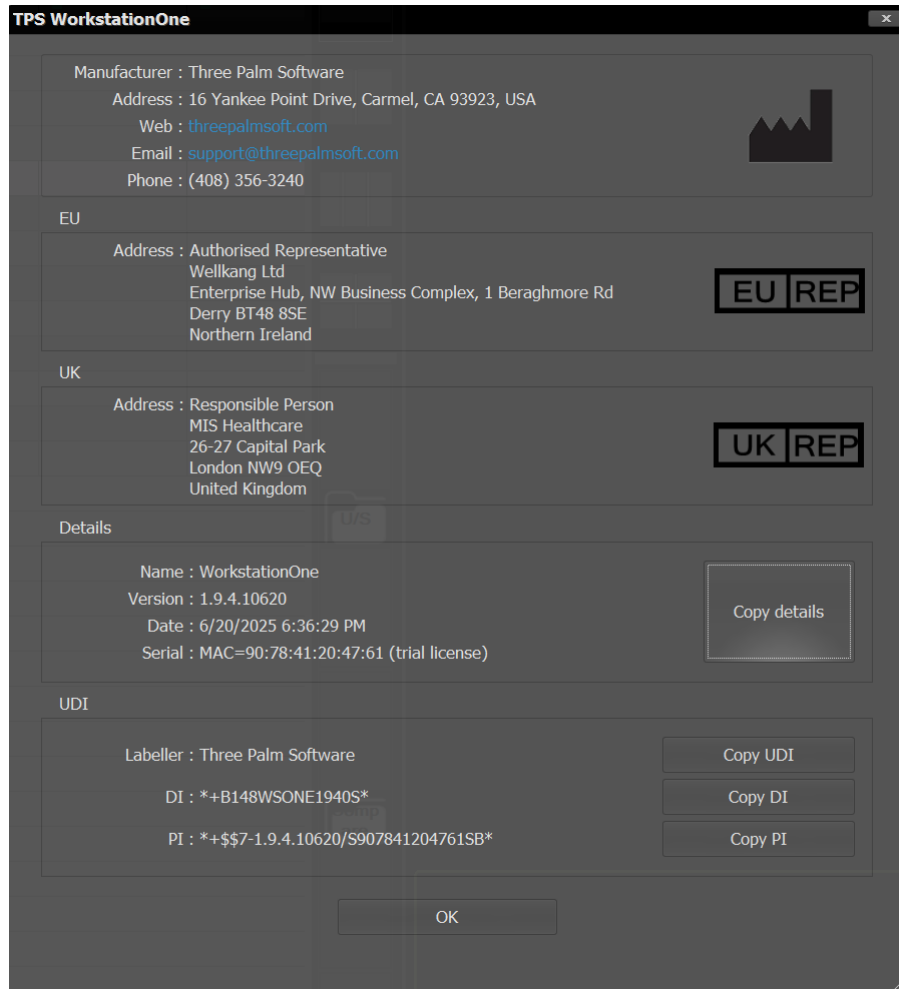 TPS WorkstationOne
x
Manufacturer : Three Palm Software
Address : 16 Yankee Point Drive, Carmel, CA 93923, USA
Web : threepalmsoft.com
Email : support@threepalmsoft.com
Phone : (408) 356-3240
EU
Address : Authorised Representative
Wellkang Ltd
Enterprise Hub, NW Business Complex, 1 Beraghmore Rd
Derry BT48 8SE
Northern Ireland
EU REP
UK
Address : Responsible Person
MIS Healthcare
26-27 Capital Park
London NW9 OEQ
United Kingdom
UK REP
U/S
Details
Name : WorkstationOne
Version : 1.9.4.10620
Date : 6/20/2025 6:36:29 PM
Serial : MAC=90:78:41:20:47:61 (trial license)
Copy details
UDI
Labeller : Three Palm Software
Copy UDI
DI : *+B148WSONE1940S*
Copy DI
PI : *+$$7-1.9.4.10620/S907841204761SB*
Copy PI
OK